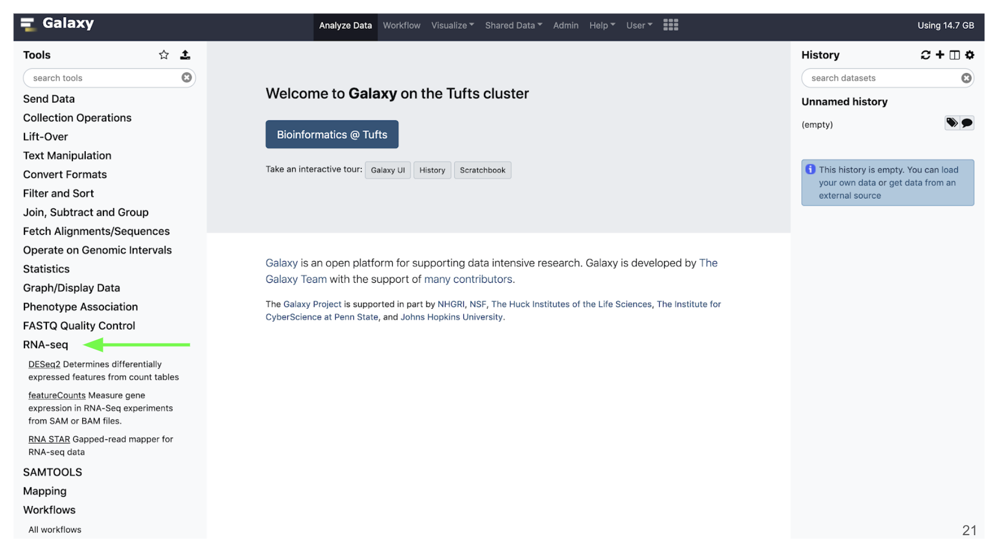 Galaxy
Analyze Data Workflow Visualize Shared Data Admin Help User
Using 14.7 GB
Tools
search tools
Send Data
Collection Operations
Lift-Over
Text Manipulation
Convert Formats
Filter and Sort
Join, Subtract and Group
Fetch Alignments/Sequences
Operate on Genomic Intervals
Statistics
Graph/Display Data
Phenotype Association
FASTQ Quality Control
RNA-seq
DESeq2 Determines differentially
expressed features from count tables
featureCounts Measure gene
expression in RNA-Seq experiments
from SAM or BAM files.
RNA STAR Gapped-read mapper for
RNA-seq data
SAMTOOLS
Mapping
Workflows
All workflows
Welcome to Galaxy on the Tufts cluster
Bioinformatics @ Tufts
Take an interactive tour: Galaxy UI History Scratchbook
Galaxy is an open platform for supporting data intensive research. Galaxy is developed by The
Galaxy Team with the support of many contributors.
The Galaxy Project is supported in part by NHGRI, NSF, The Huck Institutes of the Life Sciences, The Institute for
CyberScience at Penn State, and Johns Hopkins University.
History
search datasets
Unnamed history
(empty)
This history is empty. You can load
your own data or get data from an
external source
21